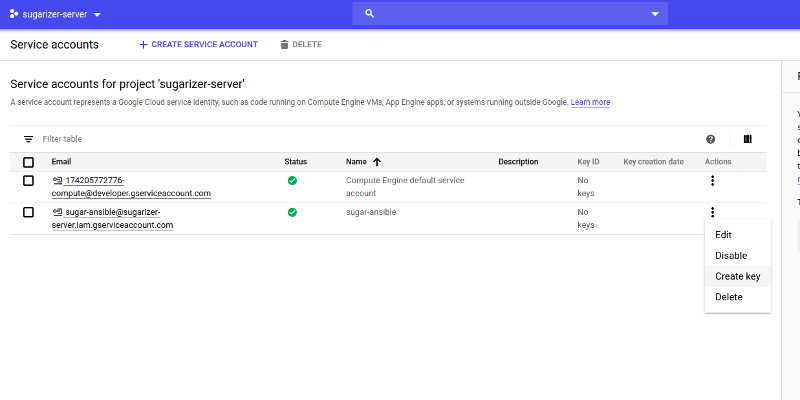 sugarizer-server
Service accounts
CREATE SERVICE ACCOUNT
DELETE
Service accounts for project 'sugarizer-server'
A service account represents a Google Cloud service identity, such as code running on Compute Engine VMs, App Engine apps, or systems running outside Google. Learn more
Filter table
Email Status Name Description Key ID Key creation date Actions
174205772776-
compute@developer.gserviceaccount.com
Compute Engine default service
account
No
keys
sugar-ansible@sugarizer-
server.iam.gserviceaccount.com
sugar-ansible
No
keys
Edit
Disable
Create key
Delete